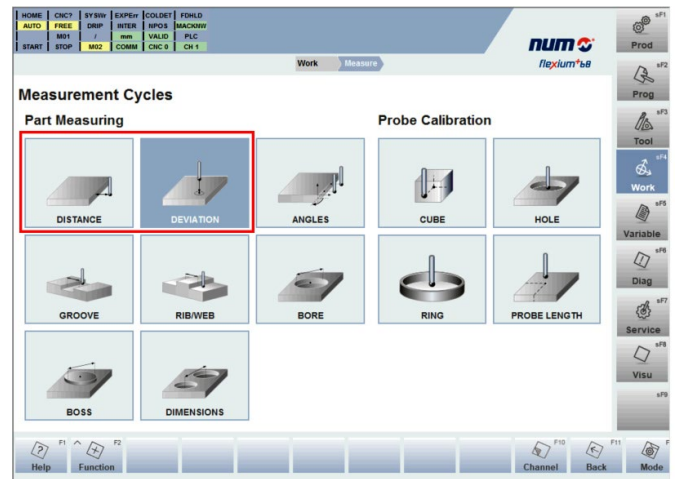 HOME CNC? SYSWr EXPErr COLDET FDHLD
AUTO FREE DRIP INTER NPOS MACKNW
M01 / mm VALID PLC
START STOP M02 COMM CNC 0 CH 1
num
flexium+68
Work Measure
Measurement Cycles
Part Measuring
Probe Calibration
DISTANCE DEVIATION ANGLES CUBE HOLE
GROOVE RIB/WEB BORE RING PROBE LENGTH
BOSS DIMENSIONS
sF1
Prod
sF2
Prog
sF3
Tool
sF4
Work
sF5
Variable
sF6
Diag
sF7
Service
sF8
Visu
sF9
F1 F2 F10 F11 F
Help Function Channel Back Mode